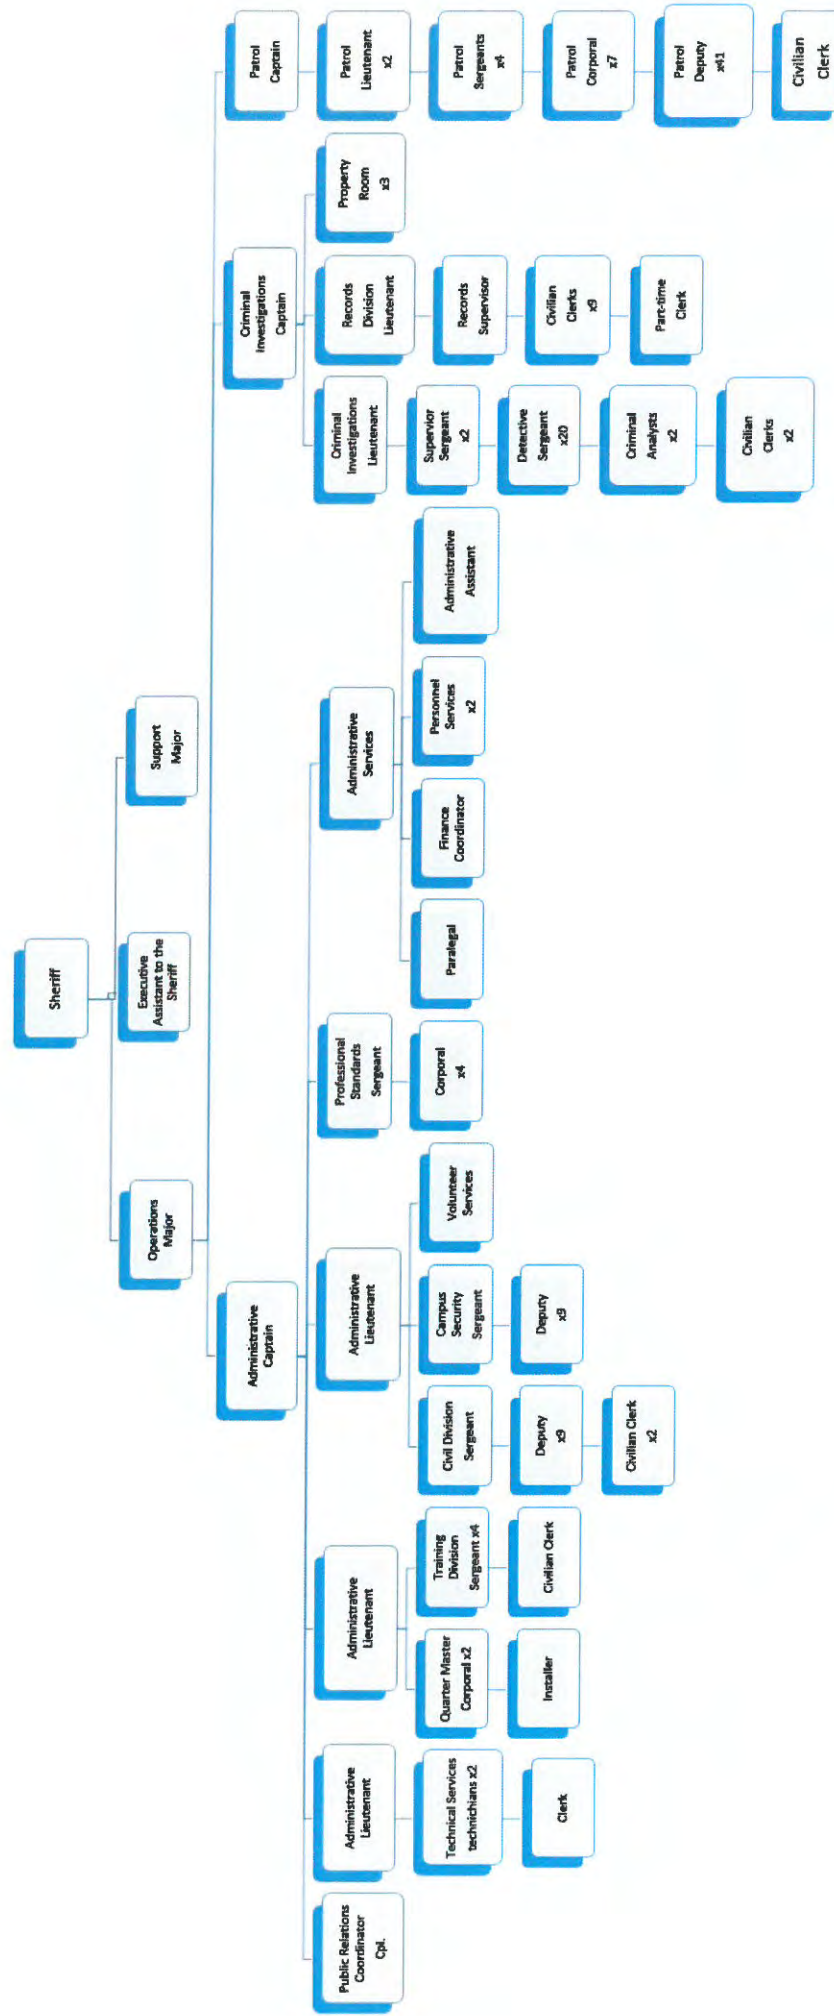 Sheriff
Operations
Major
Executive
Assistant to the
Sheriff
Support
Major
Administrative
Captain
Criminal
Investigations
Captain
Patrol
Captain
Public Relations
Coordinator
Cpl.
Administrative
Lieutenant
Administrative
Lieutenant
Administrative
Lieutenant
Professional
Standards
Sergeant
Administrative
Services
Criminal
Investigations
Lieutenant
Records
Division
Lieutenant
Property
Room
x3
Patrol
Lieutenant
x2
Technical Services
technichians x2
Quarter Master
Corporal x2
Training
Division
Sergeant x4
Civil Division
Sergeant
Campus
Security
Sergeant
Volunteer
Services
Corporal
x4
Paralegal
Finance
Coordinator
Personnel
Services
x2
Administrative
Assistant
Supervior
Sergeant
x2
Records
Supervisor
Patrol
Sergeants
x4
Clerk
Installer
Civilian Clerk
Deputy
x9
Deputy
x9
Detective
Sergeant
x20
Civilian
Clerks
x9
Patrol
Corporal
x7
Civilian Clerk
x2
Criminal
Analysts
x2
Part-time
Clerk
Patrol
Deputy
x41
Civilian
Clerks
x2
Civilian
Clerk